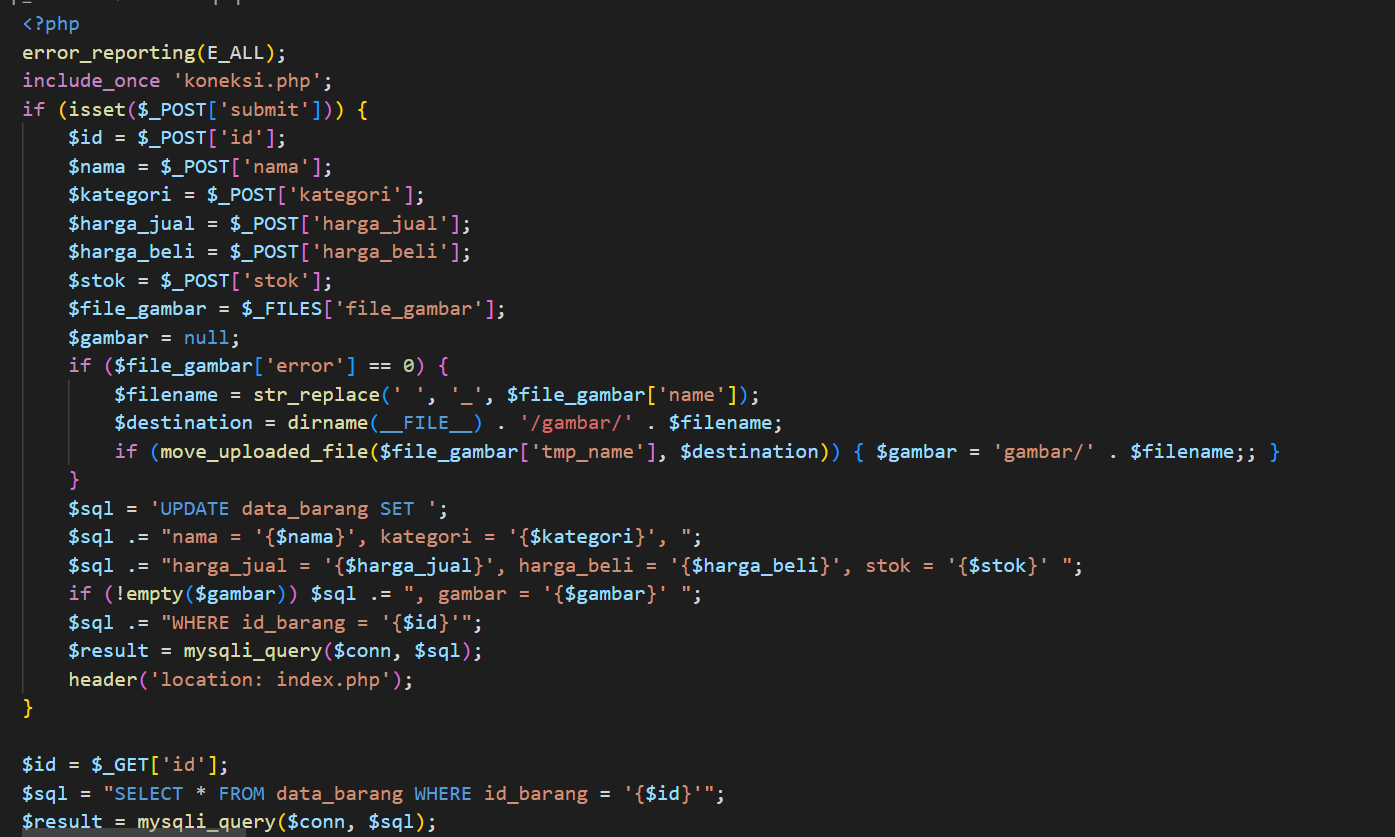 <?php
error_reporting(E_ALL);
include_once 'koneksi.php';
if (isset($_POST['submit'])) {
    $id = $_POST['id'];
    $nama = $_POST['nama'];
    $kategori = $_POST['kategori'];
    $harga_jual = $_POST['harga_jual'];
    $harga_beli = $_POST['harga_beli'];
    $stok = $_POST['stok'];
    $file_gambar = $_FILES['file_gambar'];
    $gambar = null;
    if ($file_gambar['error'] == 0) {
        $filename = str_replace(' ', '_', $file_gambar['name']);
        $destination = dirname(__FILE__) . '/gambar/' . $filename;
        if (move_uploaded_file($file_gambar['tmp_name'], $destination)) { $gambar = 'gambar/' . $filename;; }
    }
    $sql = 'UPDATE data_barang SET ';
    $sql .= "nama = '{$nama}', kategori = '{$kategori}', ";
    $sql .= "harga_jual = '{$harga_jual}', harga_beli = '{$harga_beli}', stok = '{$stok}' ";
    if (!empty($gambar)) $sql .= ", gambar = '{$gambar}' ";
    $sql .= "WHERE id_barang = '{$id}'";
    $result = mysqli_query($conn, $sql);
    header('location: index.php');
}

$id = $_GET['id'];
$sql = "SELECT * FROM data_barang WHERE id_barang = '{$id}'";
$result = mysqli_query($conn, $sql);